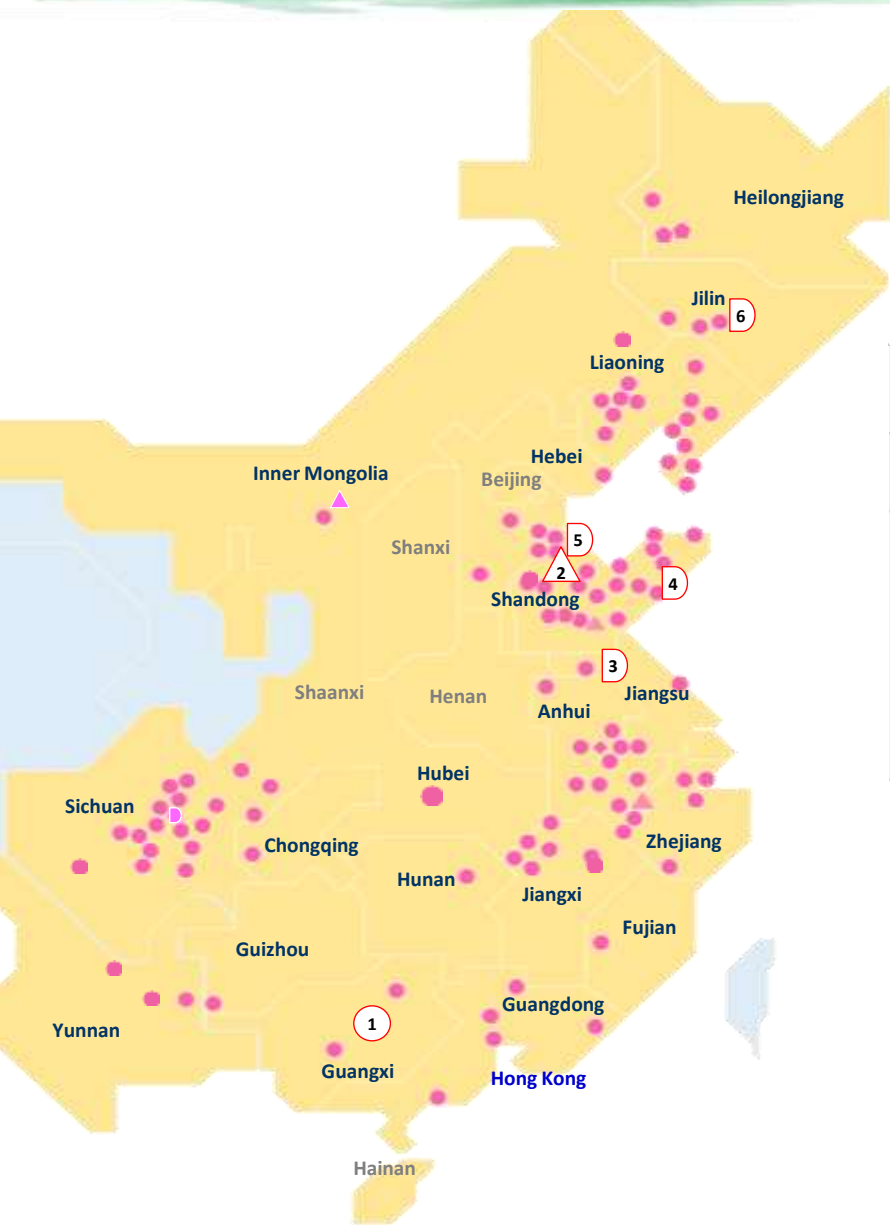 Heilongjiang
Jilin
6
Liaoning
Hebei
Inner Mongolia
Beijing
5
Shanxi
2
4
Shandong
3
Shaanxi
Henan
Jiangsu
Anhui
Hubei
Sichuan
Chongqing
Zhejiang
Hunan
Jiangxi
Fujian
Guizhou
Guangdong
1
Yunnan
Guangxi
Hong Kong
Hainan